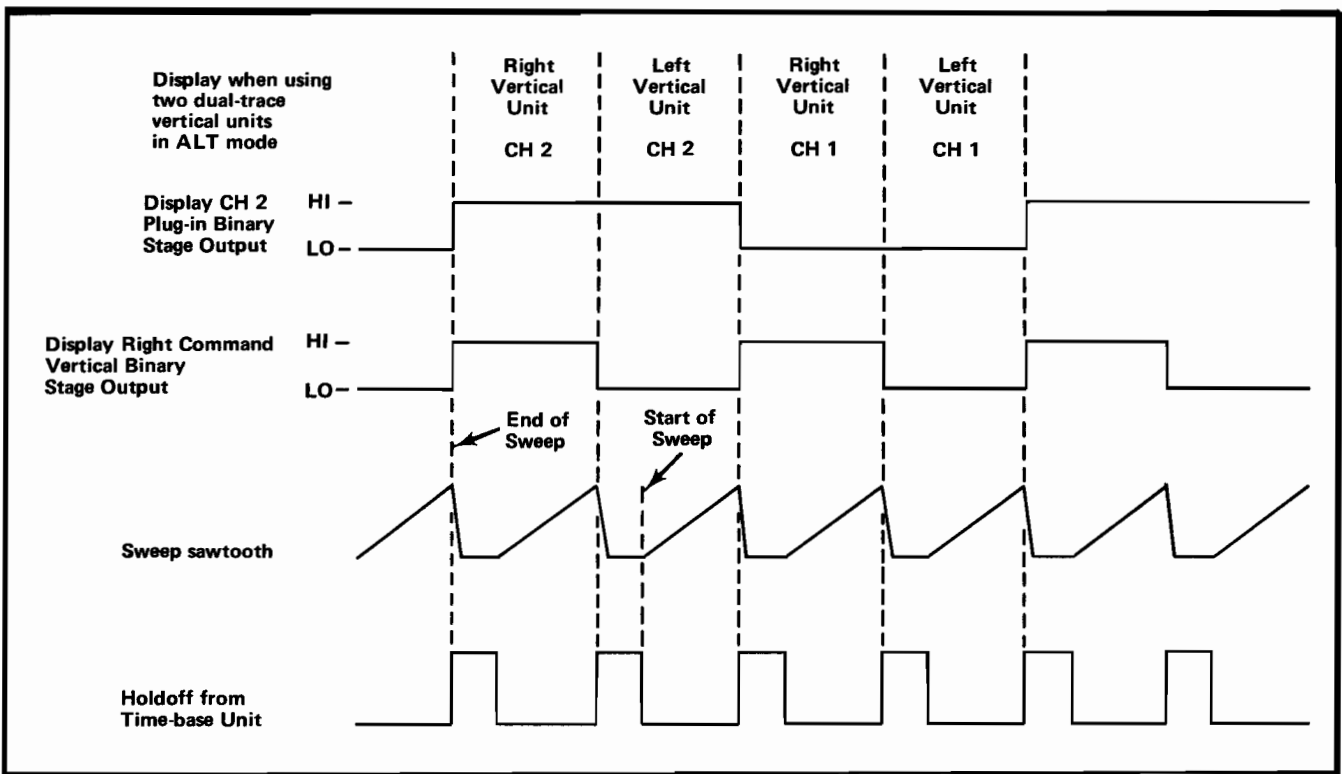 Display when using
two dual-trace
vertical units
in ALT mode
Right
Vertical
Unit
CH 2
Left
Vertical
Unit
CH 2
Right
Vertical
Unit
CH 1
Left
Vertical
Unit
CH 1
Display CH 2
Plug-in Binary
Stage Output
HI
LO
Display Right Command
Vertical Binary
Stage Output
HI
LO
End of
Sweep
Start of
Sweep
Sweep sawtooth
Holdoff from
Time-base Unit